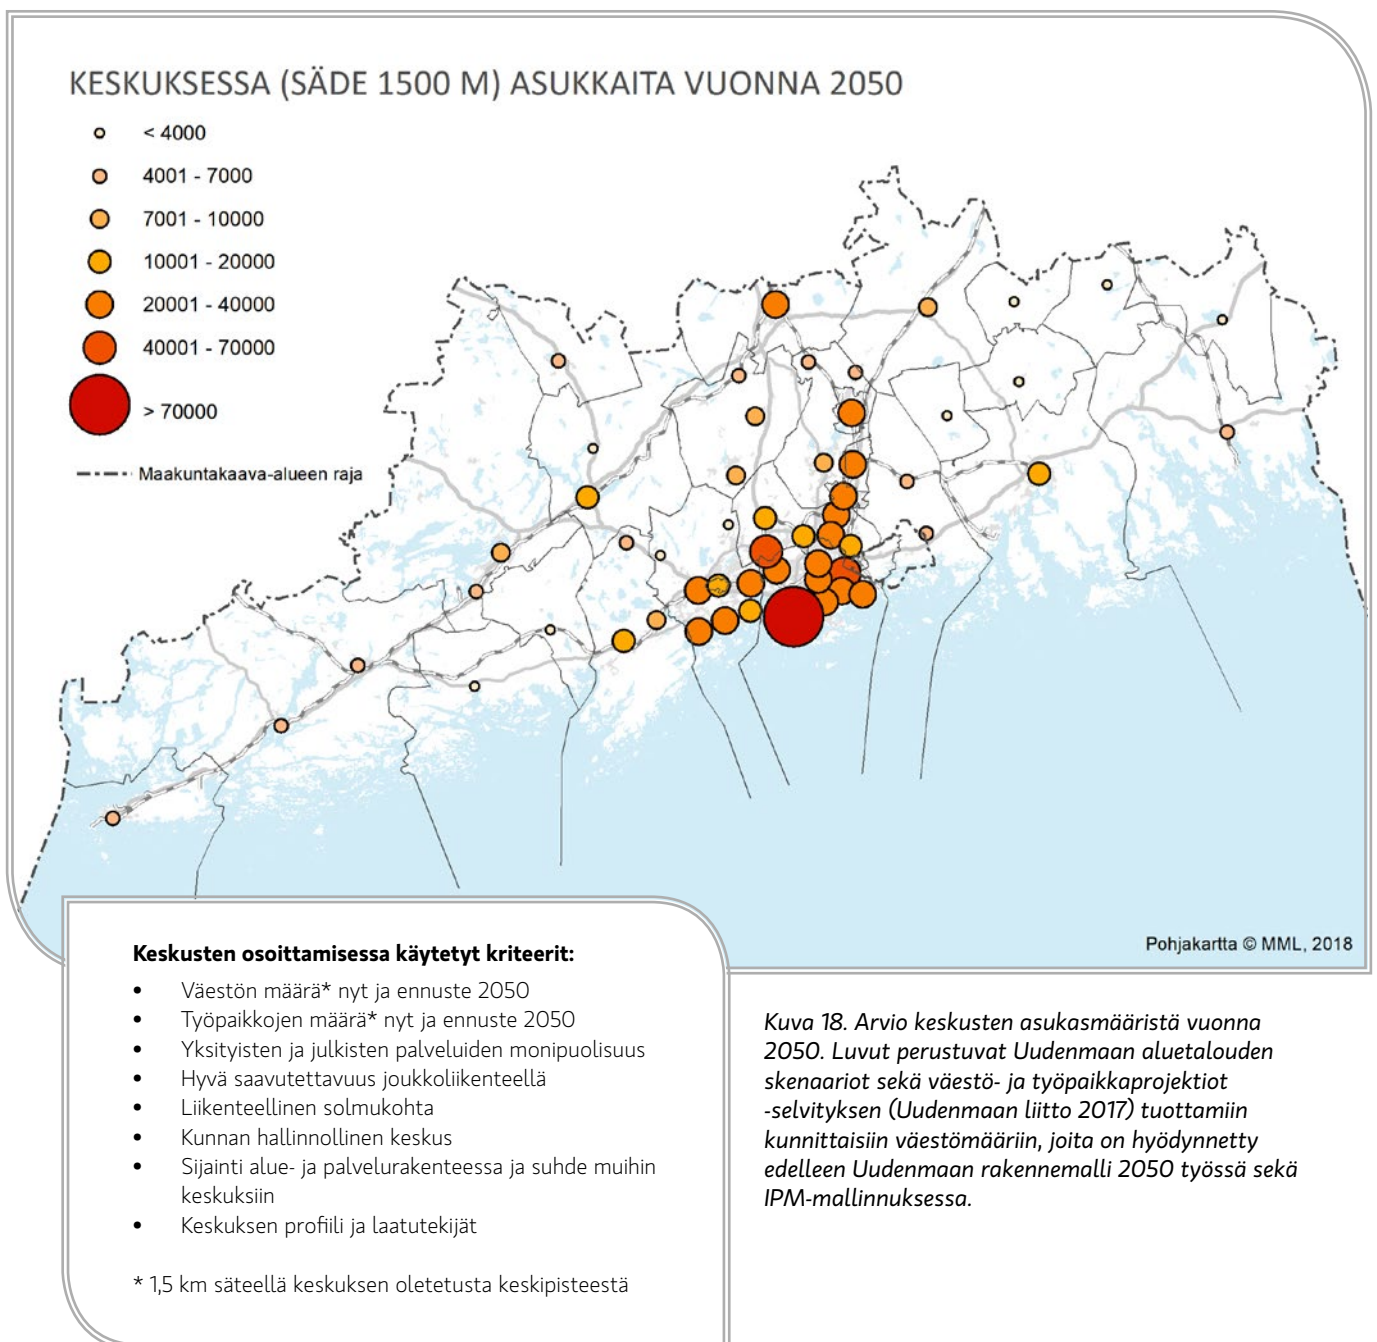 KESKUKSESSA (SÄDE 1500 M) ASUKKAITA VUONNA 2050
< 4000
4001 - 7000
7001 - 10000
10001 - 20000
20001 - 40000
40001 - 70000
> 70000
Maakuntakaava-alueen raja
Pohjakartta © MML, 2018
Keskusten osoittamisessa käytetyt kriteerit:
• Väestön määrä* nyt ja ennuste 2050
• Työpaikkojen määrä* nyt ja ennuste 2050
• Yksityisten ja julkisten palveluiden monipuolisuus
• Hyvä saavutettavuus joukkoliikenteellä
• Liikenteellinen solmukohta
• Kunnan hallinnollinen keskus
• Sijainti alue- ja palvelurakenteessa ja suhde muihin
keskuksiin
• Keskuksen profiili ja laatutekijät
* 1,5 km säteellä keskuksen oletetusta keskipisteestä
Kuva 18. Arvio keskusten asukasmääristä vuonna
2050. Luvut perustuvat Uudenmaan aluetalouden
skenaariot sekä väestö- ja työpaikkaprojektiot
-selvityksen (Uudenmaan liitto 2017) tuottamiin
kunnittaisiin väestömääriin, joita on hyödynnetty
edelleen Uudenmaan rakennemalli 2050 työssä sekä
IPM-mallinnuksessa.